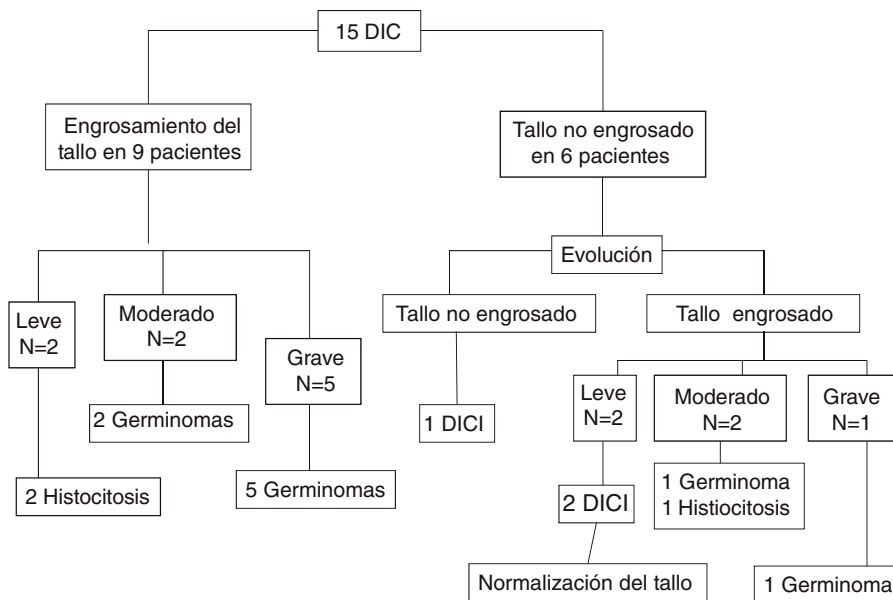 15 DIC
Engrosamiento del
tallo en 9 pacientes
Tallo no engrosado
en 6 pacientes
Evolución
Leve
N=2
Moderado
N=2
Grave
N=5
2 Histocitosis
2 Germinomas
5 Germinomas
Tallo no engrosado
1 DICI
Tallo engrosado
Leve
N=2
Moderado
N=2
Grave
N=1
2 DICI
1 Germinoma
1 Histiocitosis
Normalización del tallo
1 Germinoma